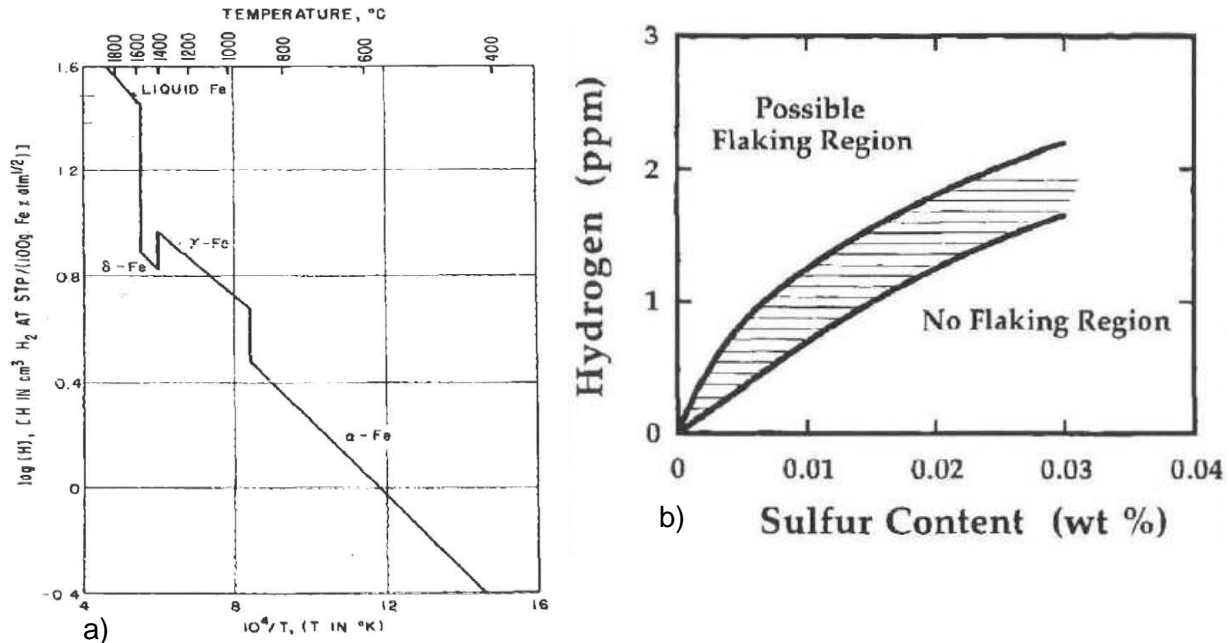 TEMPERATURE, °C
1800
1600
1400
1200
1000
900
800
600
400
1.6
1.2
0.8
0.4
0
-0.4
log [H], [H IN cm³ H₂ AT STP/(100g. Fe x atm^1/2)]
LIQUID Fe
δ-Fe
γ-Fe
α-Fe
4
8
12
16
10⁴/T, (T IN °K)
a)
3
2
1
0
Hydrogen (ppm)
Possible
Flaking Region
No Flaking Region
0
0.01
0.02
0.03
0.04
Sulfur Content (wt %)
b)